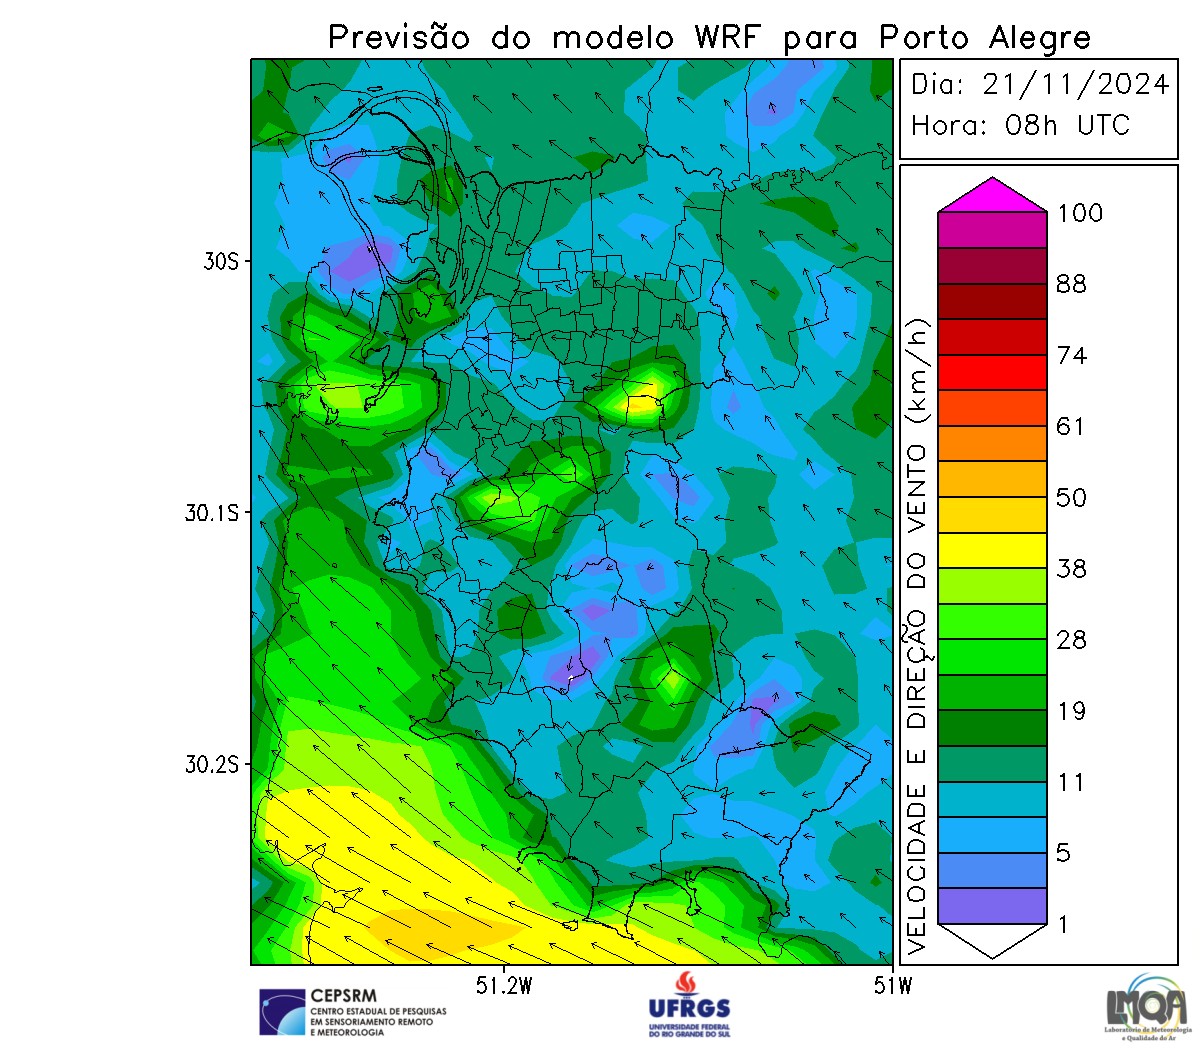 Previsão do modelo WRF para Porto Alegre
Dia: 21/11/2024
Hora: 08h UTC
100
88
74
61
50
38
28
19
11
5
1
VELOCIDADE E DIREÇÃO DO VENTO (km/h)
30S
30.1S
30.2S
51.2W
51W
CEPSRM
CENTRO ESTADUAL DE PESQUISAS
EM SENSORIAMENTO REMOTO
E METEOROLOGIA
UFRGS
UNIVERSIDADE FEDERAL
DO RIO GRANDE DO SUL
LMQA
Laboratório de Meteorologia
e Qualidade do Ar